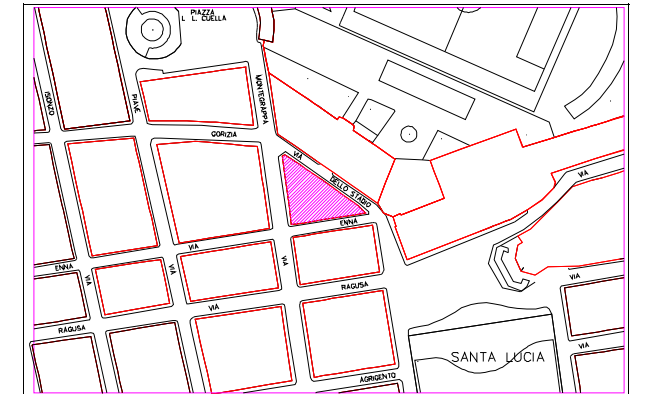 PIAZZA
L. L. CUELLA
ISONZO
PIAVE
MONTEGRAPPA
GORIZIA
VIA
DELLO STADIO
VIA
ENNA
VIA
ENNA
VIA
VIA
VIA
VIA
RAGUSA
VIA
RAGUSA
VIA
SANTA LUCIA
AGRIGENTO